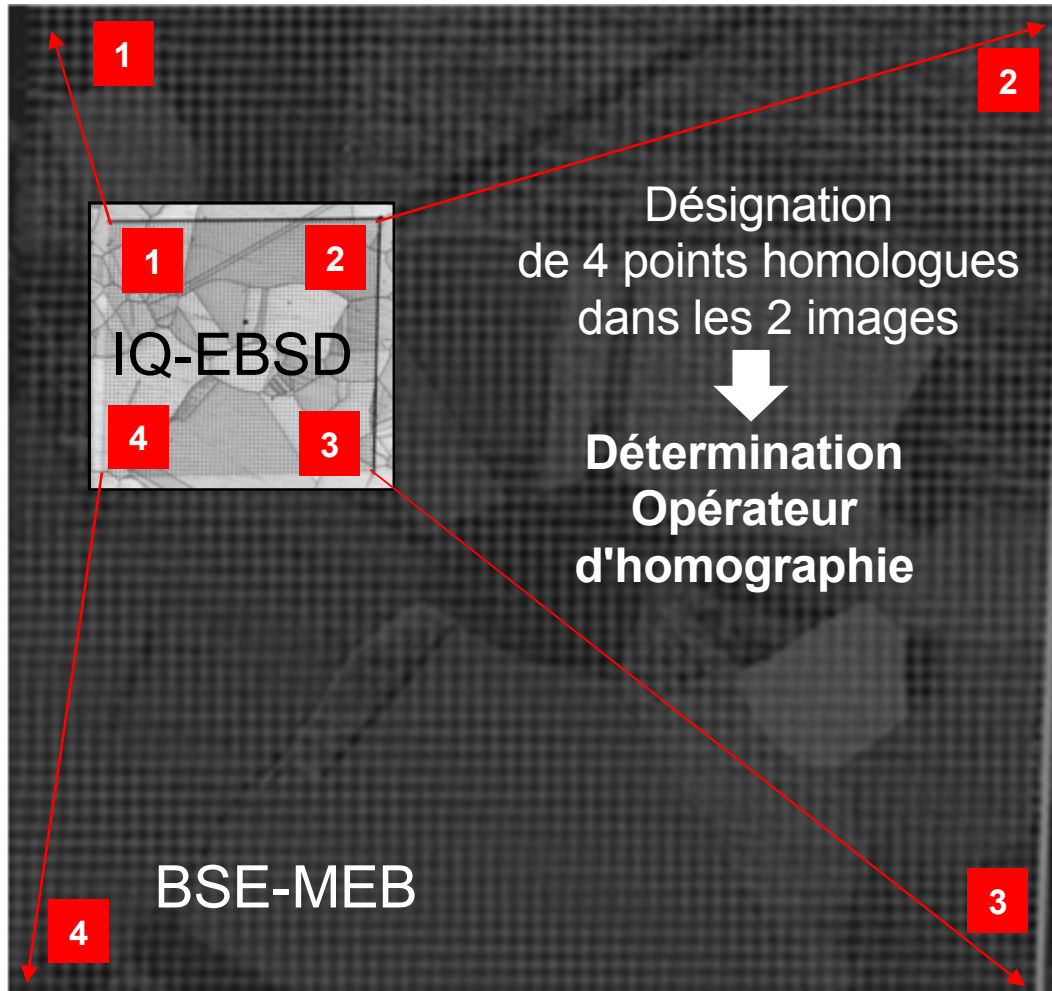 1
2
Désignation
de 4 points homologues
dans les 2 images
1
2
IQ-EBSD
4
3
Détermination
Opérateur
d'homographie
BSE-MEB
3
4